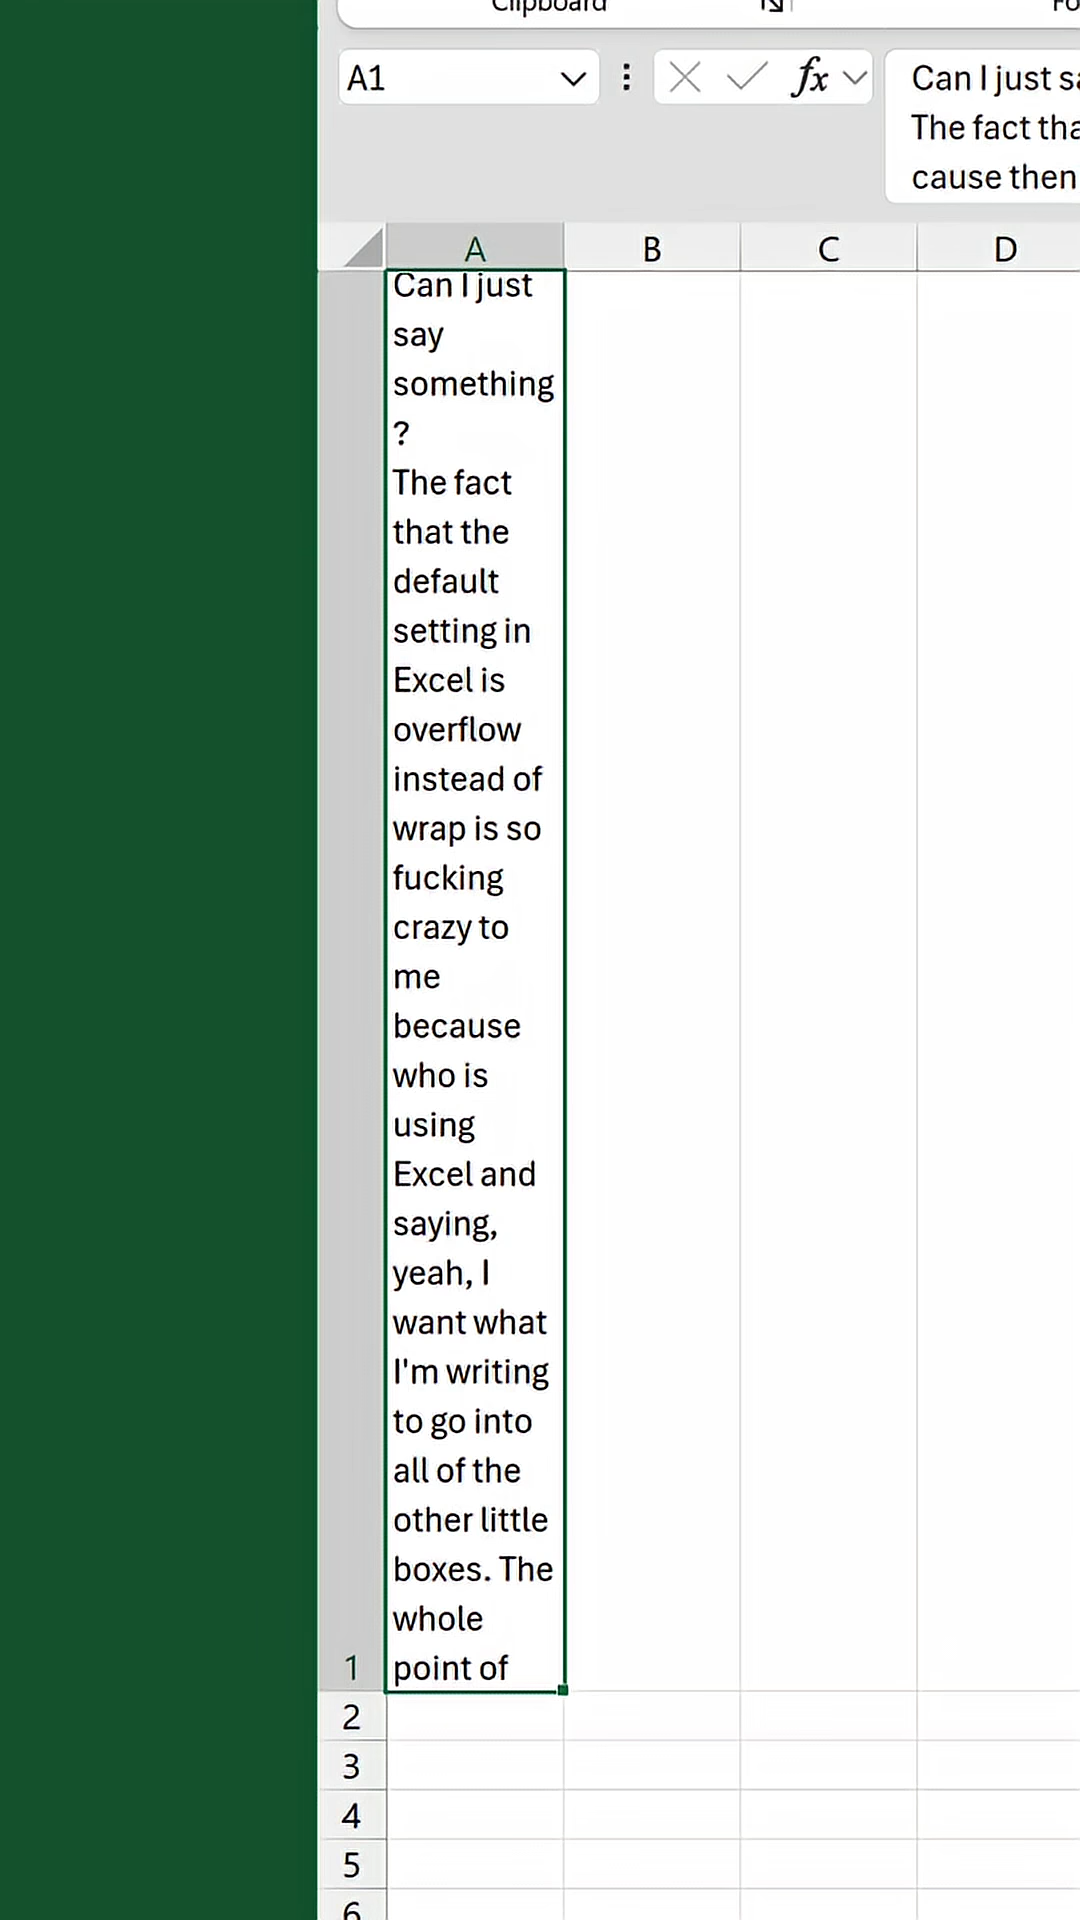 Clipboard
A1
fx
Can I just sa
The fact tha
cause then
A
B
C
D
Can I just
say
something
?
The fact
that the
default
setting in
Excel is
overflow
instead of
wrap is so
fucking
crazy to
me
because
who is
using
Excel and
saying,
yeah, I
want what
I'm writing
to go into
all of the
other little
boxes. The
whole
point of
1
2
3
4
5
6